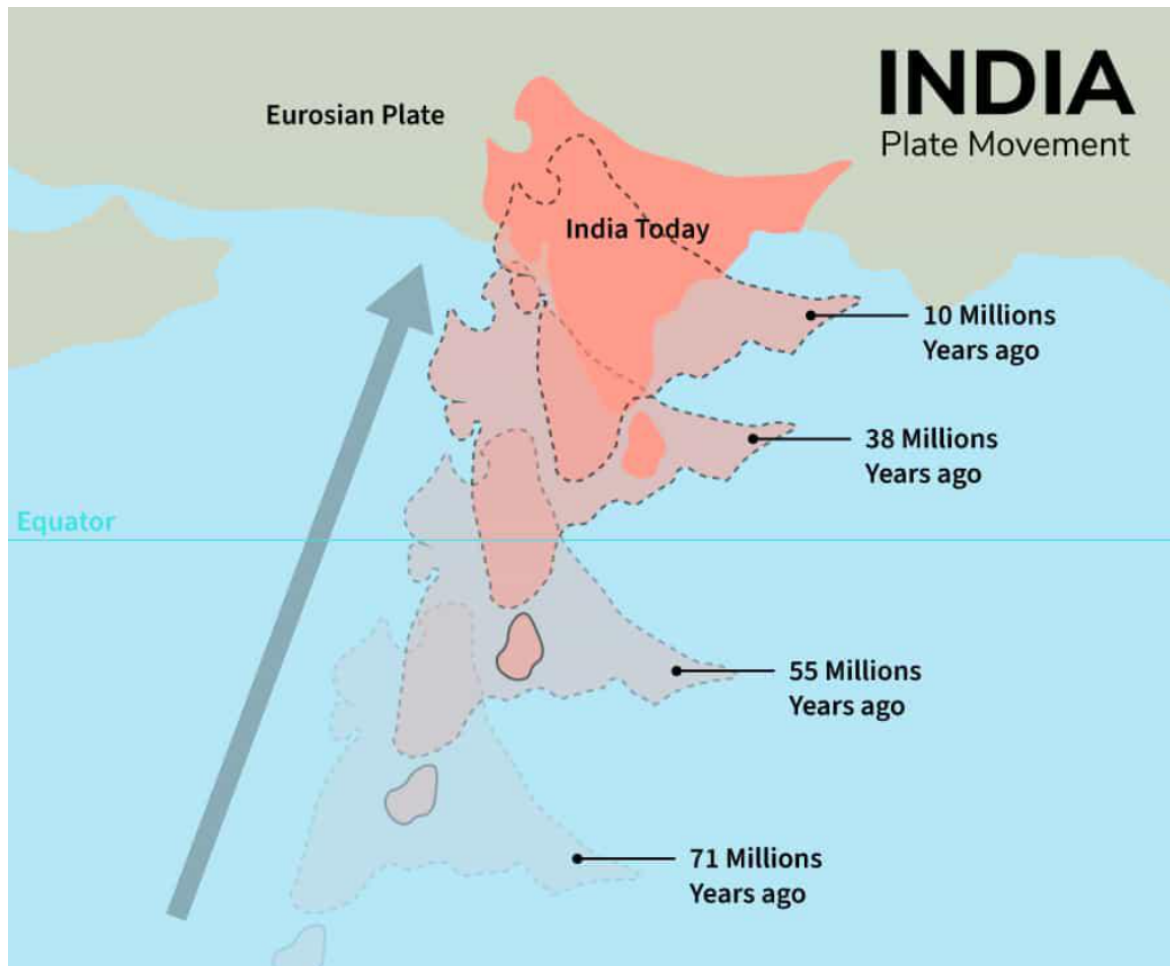 INDIA
Plate Movement
Eurosian Plate
India Today
10 Millions
Years ago
38 Millions
Years ago
Equator
55 Millions
Years ago
71 Millions
Years ago